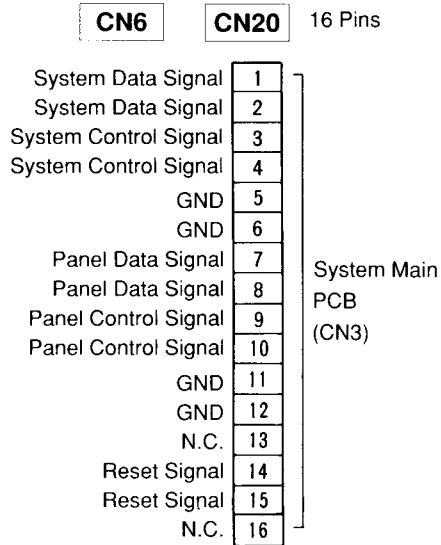 CN6 CN20 16 Pins
System Data Signal 1
System Data Signal 2
System Control Signal 3
System Control Signal 4
GND 5
GND 6
Panel Data Signal 7
Panel Data Signal 8
Panel Control Signal 9
Panel Control Signal 10
GND 11
GND 12
N.C. 13
Reset Signal 14
Reset Signal 15
N.C. 16
System Main
PCB
(CN3)